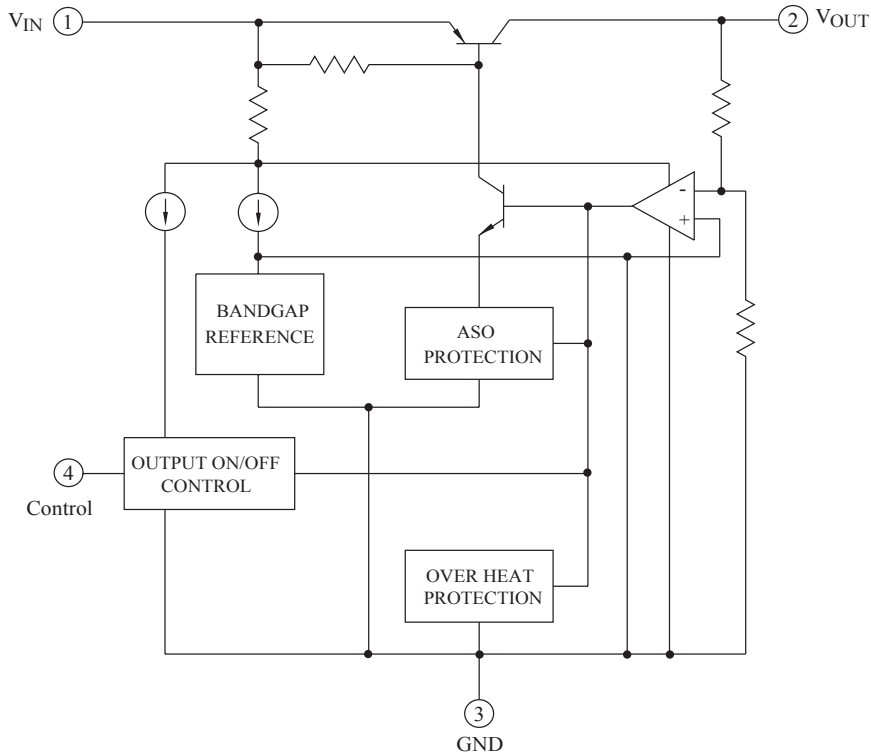 VIN 1
2 VOUT
-
+
BANDGAP
REFERENCE
ASO
PROTECTION
4
Control
OUTPUT ON/OFF
CONTROL
OVER HEAT
PROTECTION
3
GND